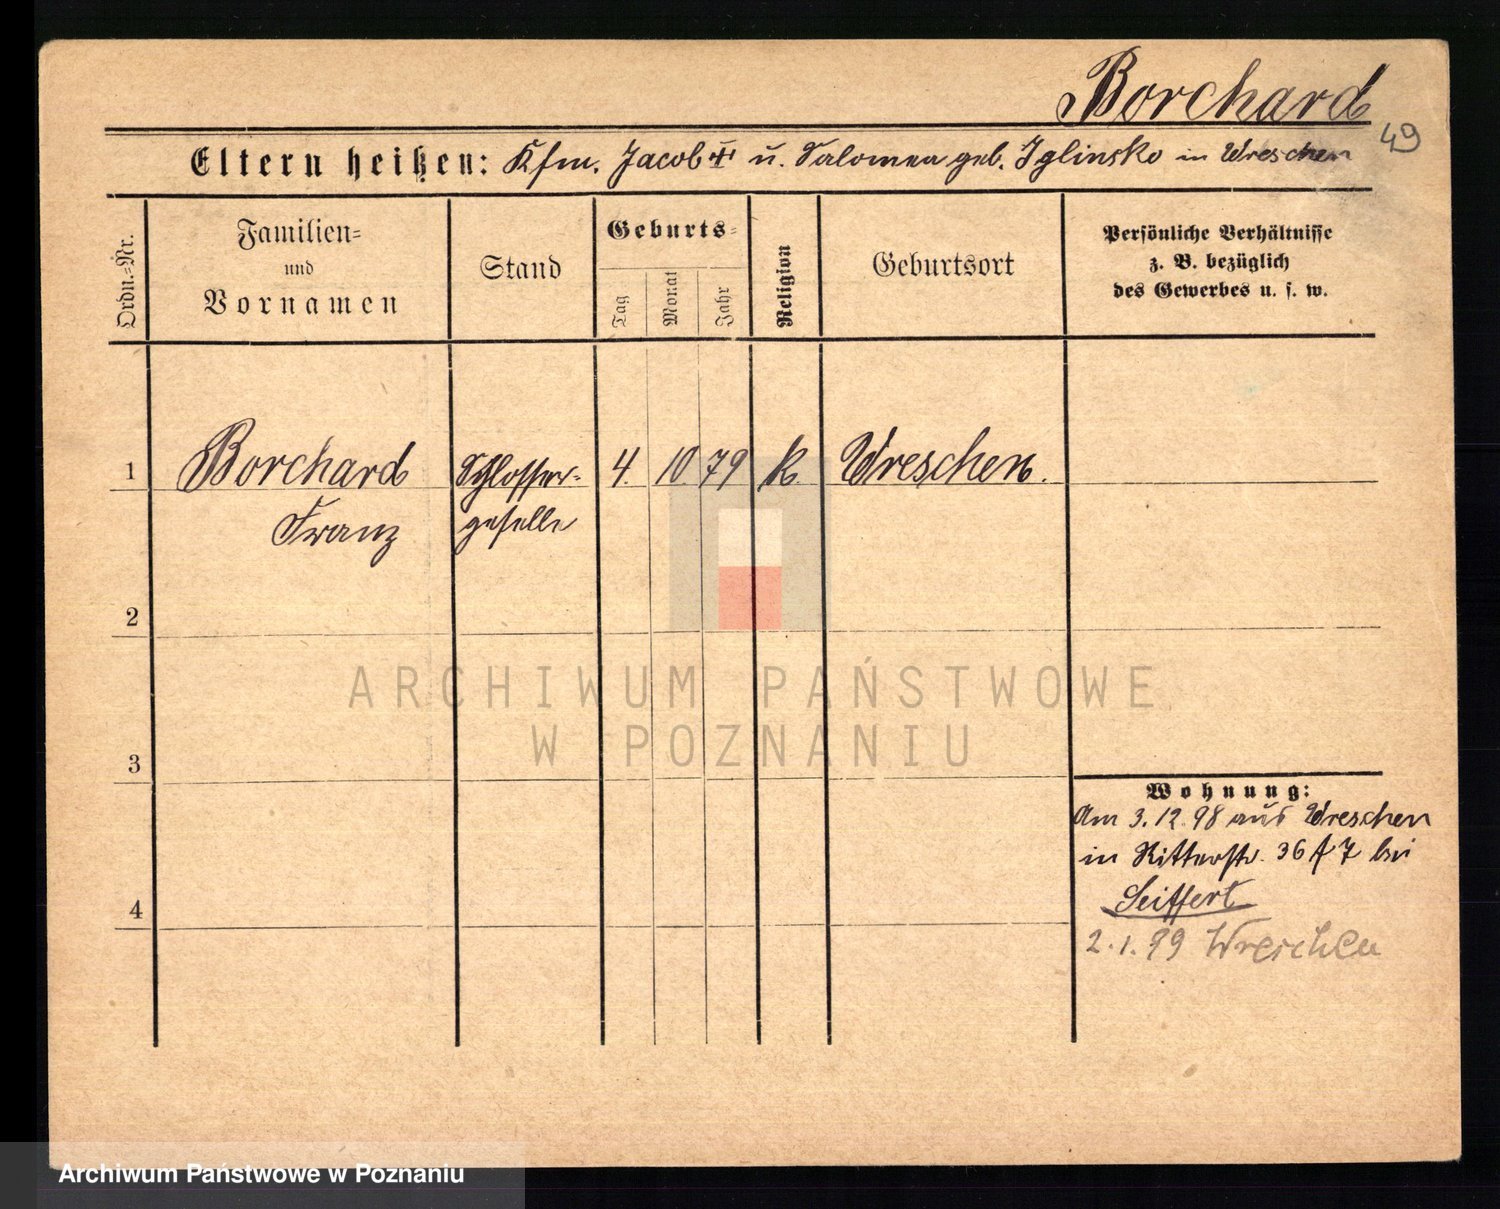 Borchard
49
Eltern heißen: Kfm. Jacob † u. Salomea geb. Iglinsko in Wreschen
Ordn.-Nr.
Familien-
und
Vornamen
Stand
Geburts-
Tag
Monat
Jahr
Religion
Geburtsort
Persönliche Verhältnisse
z. B. bezüglich
des Gewerbes u. s. w.
1 Borchard Schlosser- 4. 10 79 k. Wreschen.
Franz geselle
2
3
4
Wohnung:
Am 3.12.98 aus Wreschen
in Ritterstr. 36 7 bei
Seiffert
2.1.99 Wreschen
ARCHIWUM PAŃSTWOWE
W POZNANIU
Archiwum Państwowe w Poznaniu